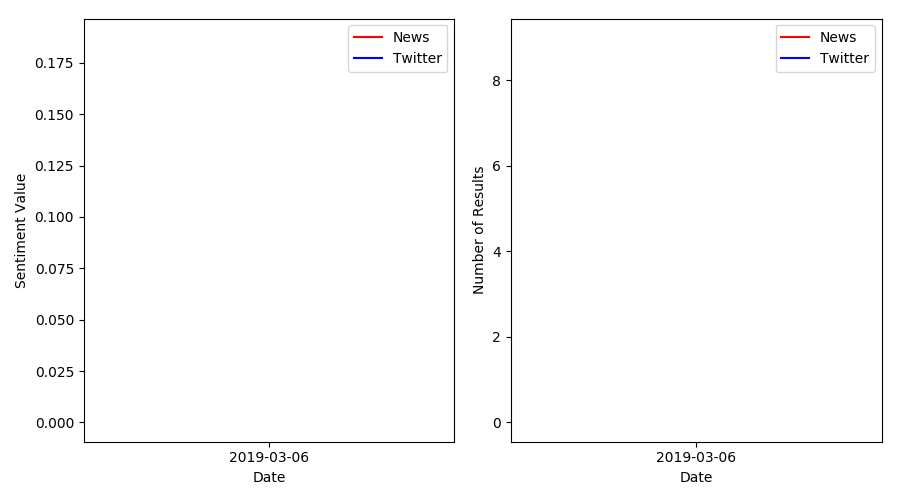 News
Twitter
0.175
0.150
0.125
0.100
0.075
0.050
0.025
0.000
Sentiment Value
2019-03-06
Date
News
Twitter
8
6
4
2
0
Number of Results
2019-03-06
Date